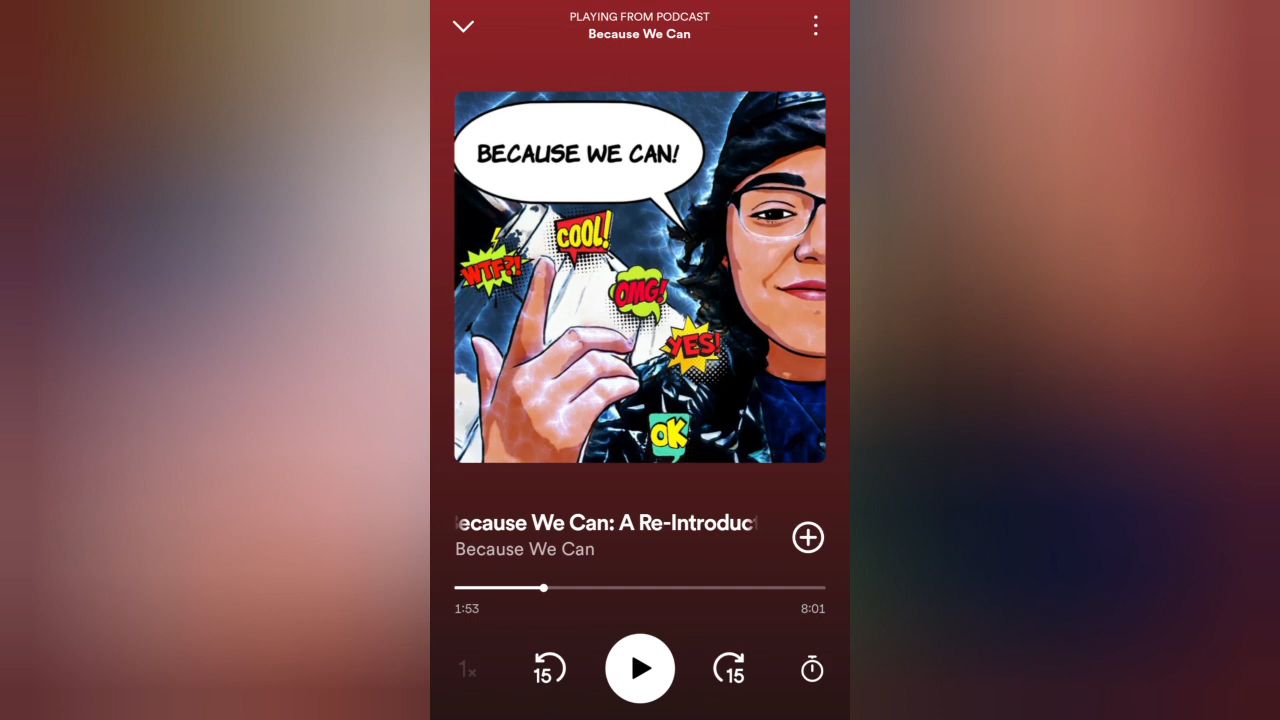 PLAYING FROM PODCAST
Because We Can
BECAUSE WE CAN!
COOL!
WTF?!
OMG!
YES!
OK
ecause We Can: A Re-Introduc
Because We Can
1:53
8:01
1x
15
15